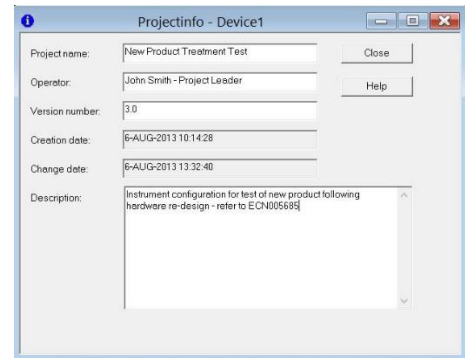 Projectinfo - Device1
Project name: New Product Treatment Test Close
Operator: John Smith - Project Leader Help
Version number: 3.0
Creation date: 6-AUG-2013 10:14:28
Change date: 6-AUG-2013 13:32:40
Description: Instrument configuration for test of new product following
hardware re-design - refer to ECN005685